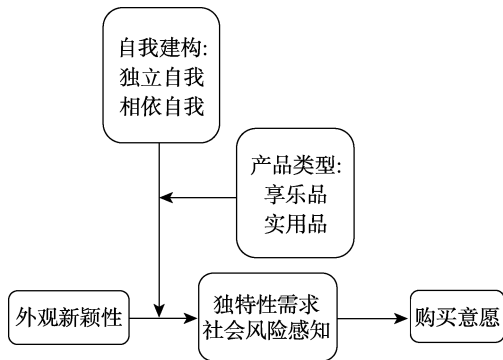 自我建构:
独立自我
相依自我
产品类型:
享乐品
实用品
外观新颖性
独特性需求
社会风险感知
购买意愿